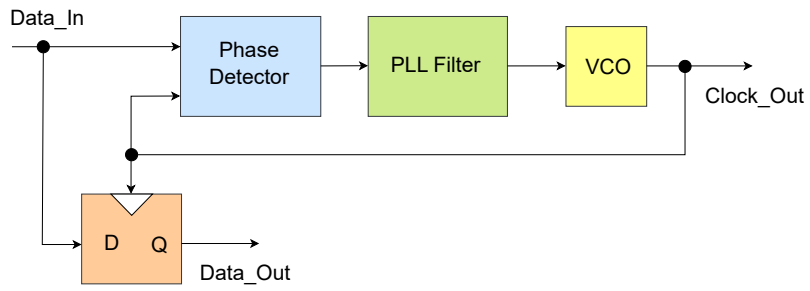 Data_In
Phase
Detector
PLL Filter
VCO
Clock_Out
D
Q
Data_Out